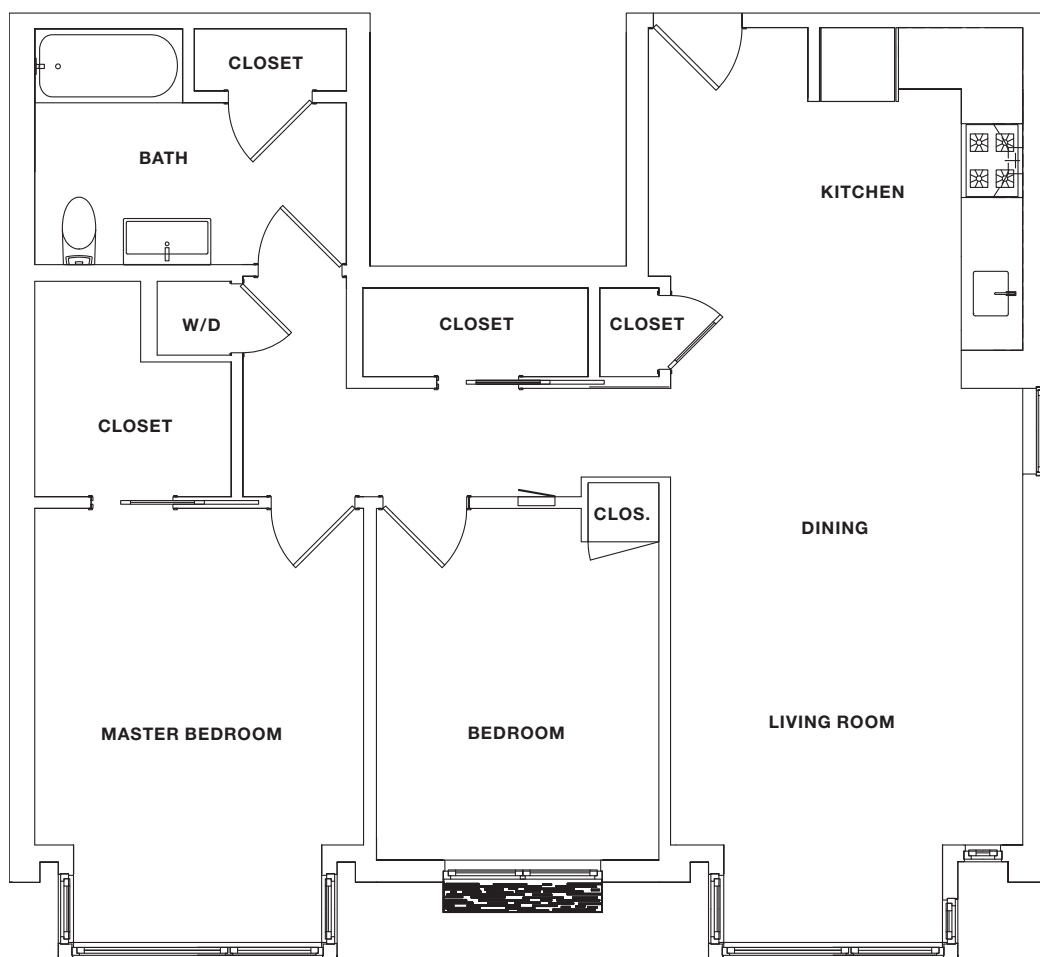 CLOSET
BATH
KITCHEN
W/D
CLOSET
CLOSET
CLOSET
CLOS.
DINING
MASTER BEDROOM
BEDROOM
LIVING ROOM